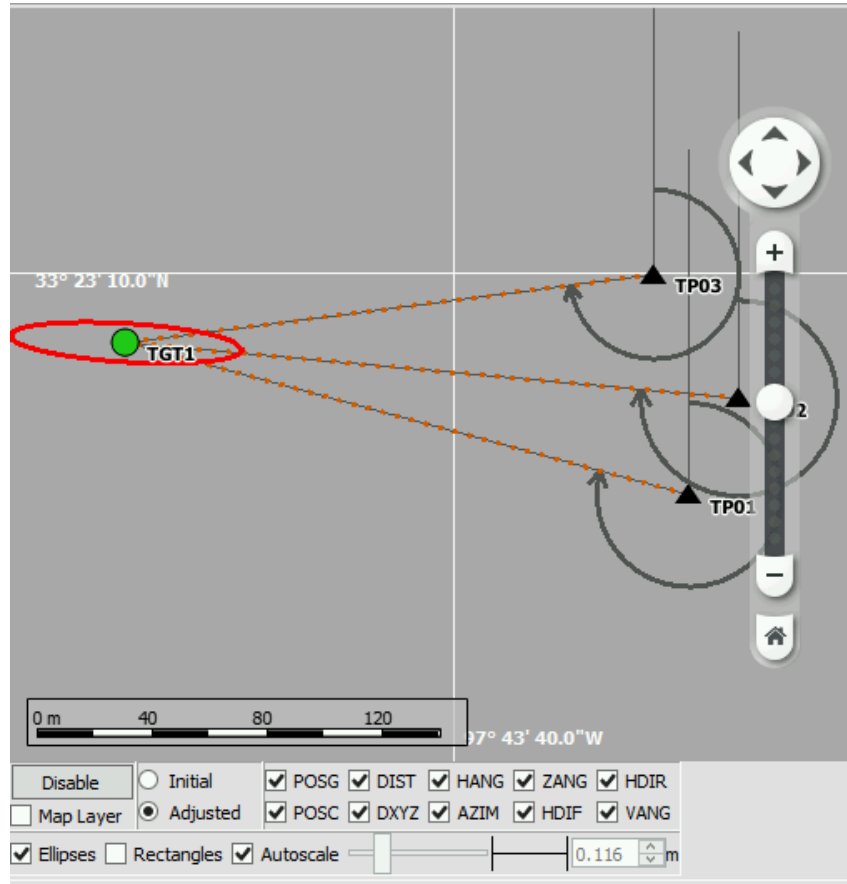 TP03
33° 23' 10.0"N
TGT1
2
TP01
0 m 40 80 120
97° 43' 40.0"W
Disable Initial POSG DIST HANG ZANG HDIR
Map Layer Adjusted POSC DXYZ AZIM HDIF VANG
Ellipses Rectangles Autoscale 0.116 m